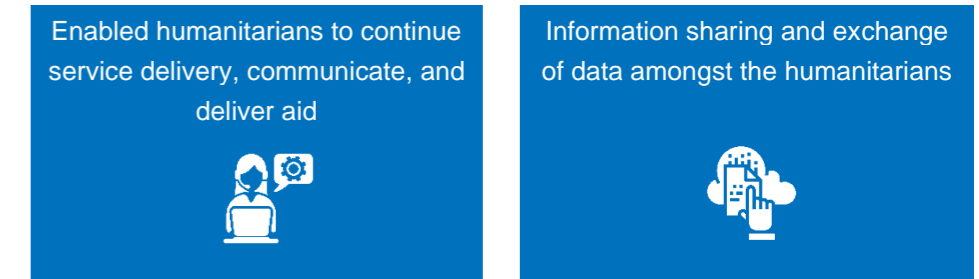 Enabled humanitarians to continue
service delivery, communicate, and
deliver aid
Information sharing and exchange
of data amongst the humanitarians